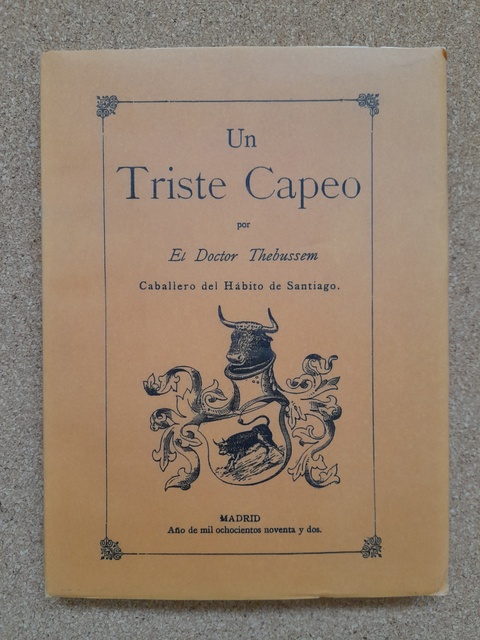 Un
Triste Capeo
por
El Doctor Thebussem
Caballero del Hábito de Santiago.
MADRID
Año de mil ochocientos noventa y dos.